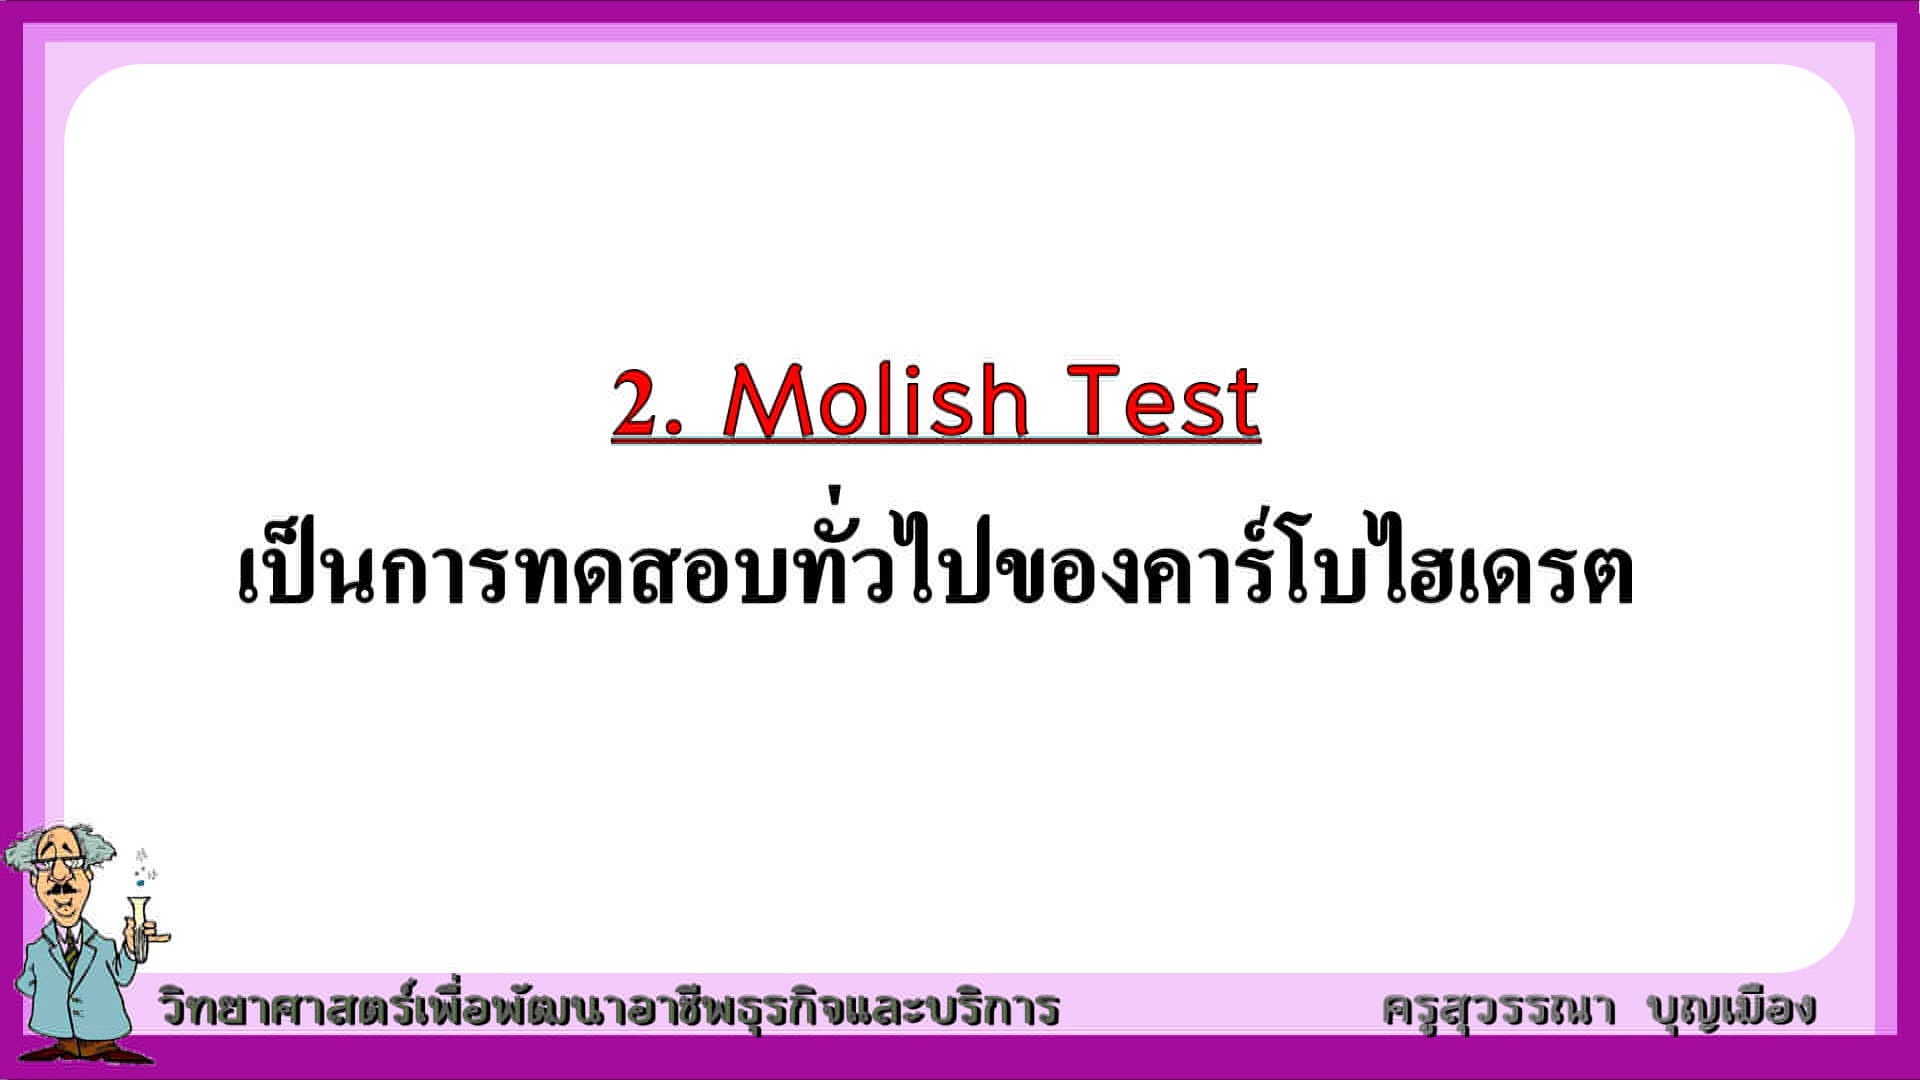 2. Molish Test
เป็นการทดสอบทั่วไปของคาร์โบไฮเดรต
วิทยาศาสตร์เพื่อพัฒนาอาชีพธุรกิจและบริการ
ครูสุวรรณา บุญเมือง